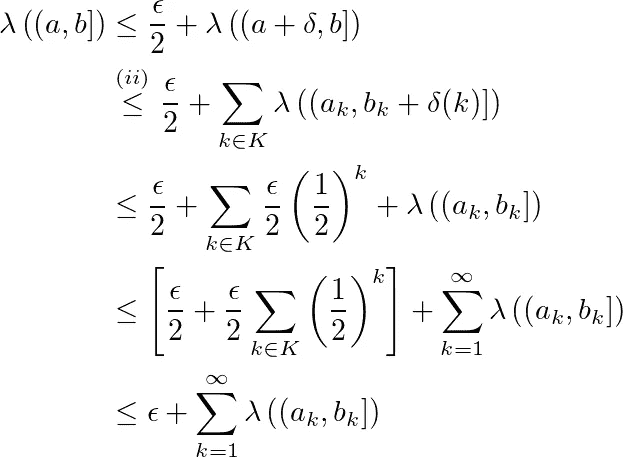 λ ((a, b]) ≤ ϵ/2 + λ ((a + δ, b])
(ii)≤ ϵ/2 + ∑_{k∈K} λ ((a_k, b_k + δ(k)])
≤ ϵ/2 + ∑_{k∈K} ϵ/2 (1/2)^k + λ ((a_k, b_k])
≤ [ϵ/2 + ϵ/2 ∑_{k∈K} (1/2)^k] + ∑_{k=1}^{∞} λ ((a_k, b_k])
≤ ϵ + ∑_{k=1}^{∞} λ ((a_k, b_k])